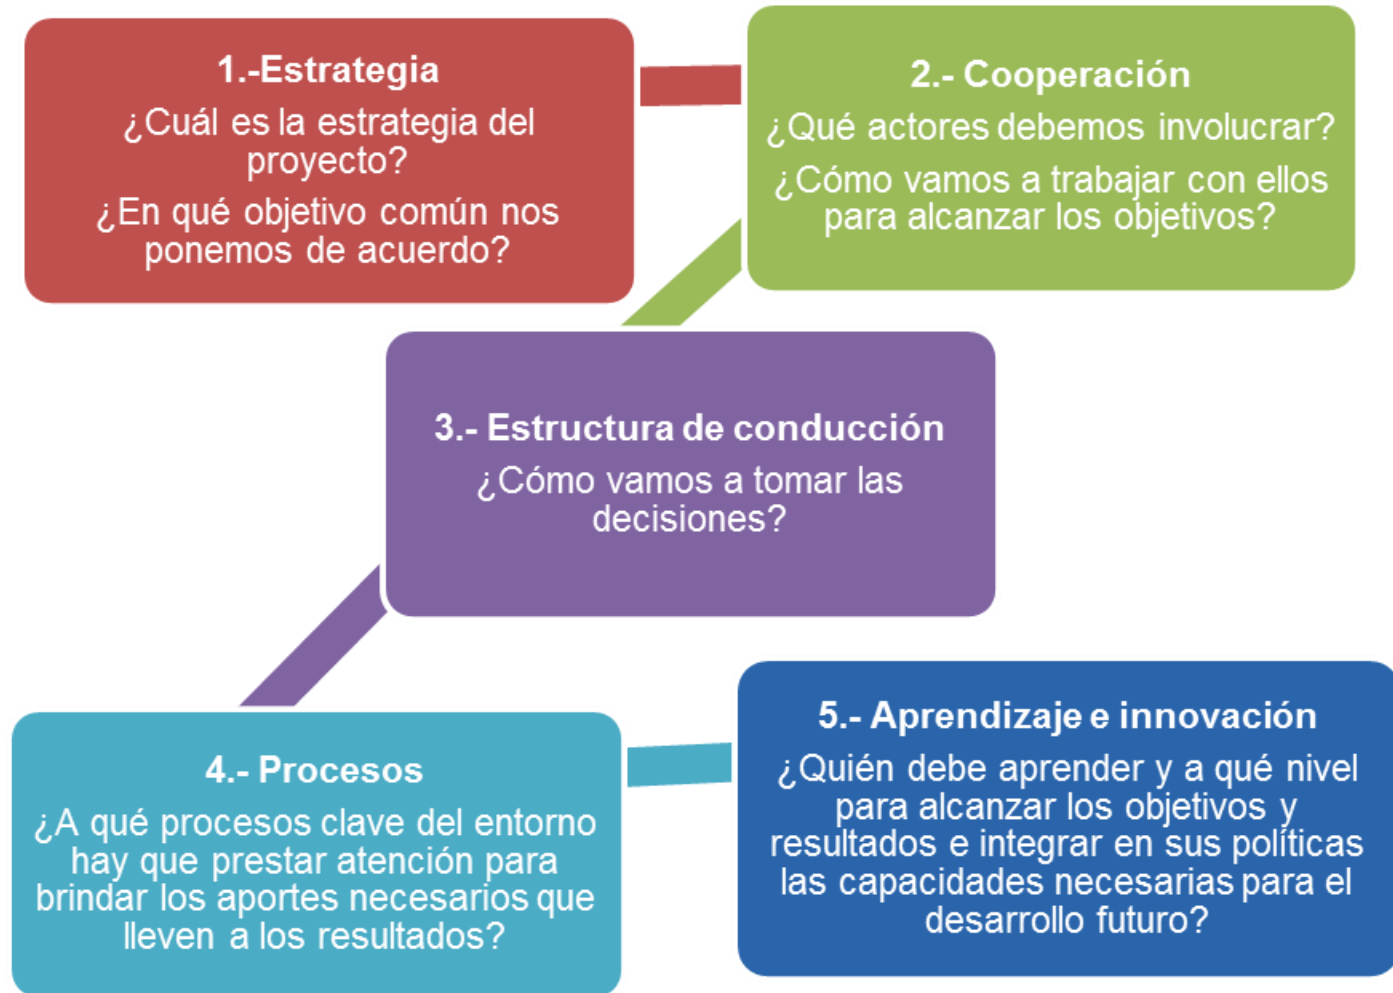 1.-Estrategia
¿Cuál es la estrategia del
proyecto?
¿En qué objetivo común nos
ponemos de acuerdo?
2.- Cooperación
¿Qué actores debemos involucrar?
¿Cómo vamos a trabajar con ellos
para alcanzar los objetivos?
3.- Estructura de conducción
¿Cómo vamos a tomar las
decisiones?
4.- Procesos
¿A qué procesos clave del entorno
hay que prestar atención para
brindar los aportes necesarios que
lleven a los resultados?
5.- Aprendizaje e innovación
¿Quién debe aprender y a qué nivel
para alcanzar los objetivos y
resultados e integrar en sus políticas
las capacidades necesarias para el
desarrollo futuro?